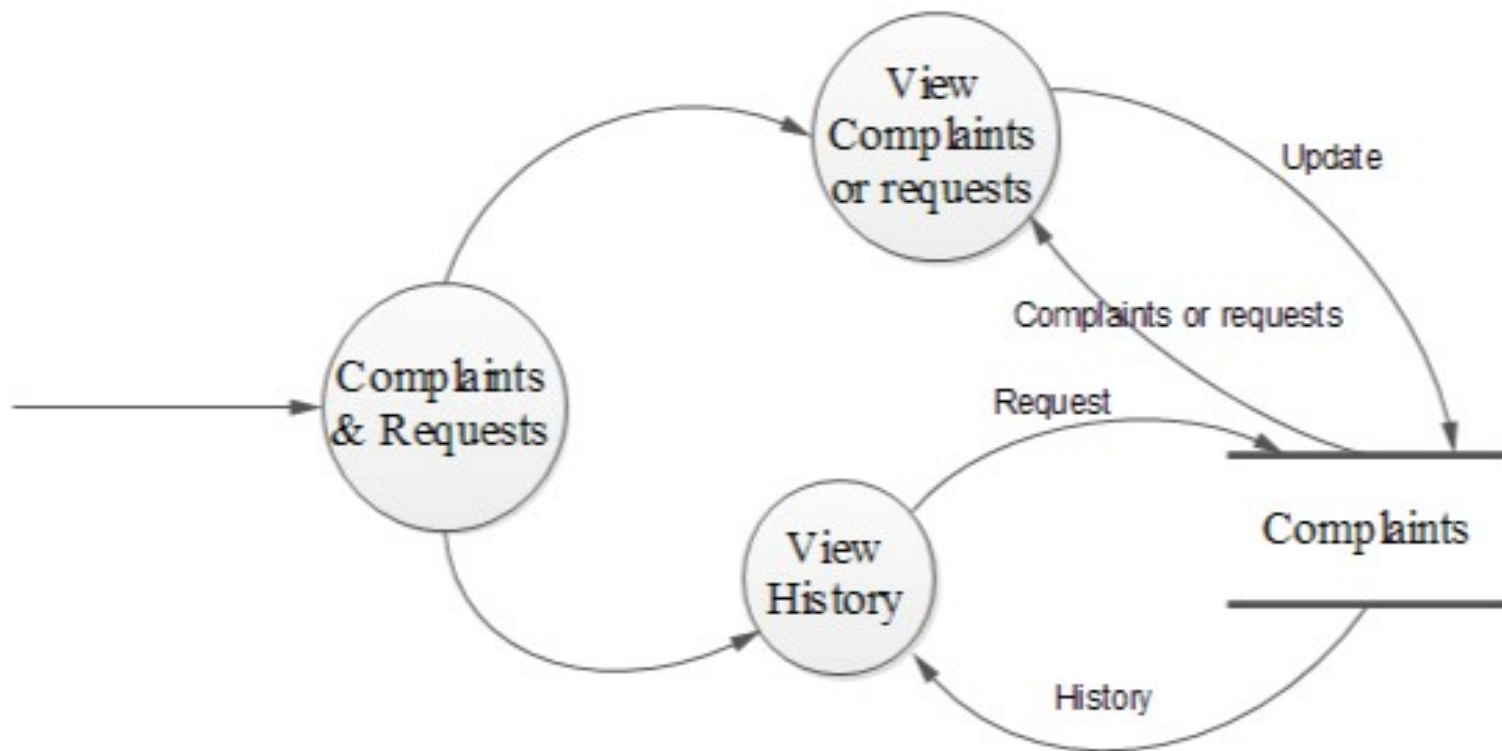 View
Complaints
or requests
Update
Complaints or requests
Complaints
& Requests
Request
View
History
Complaints
History